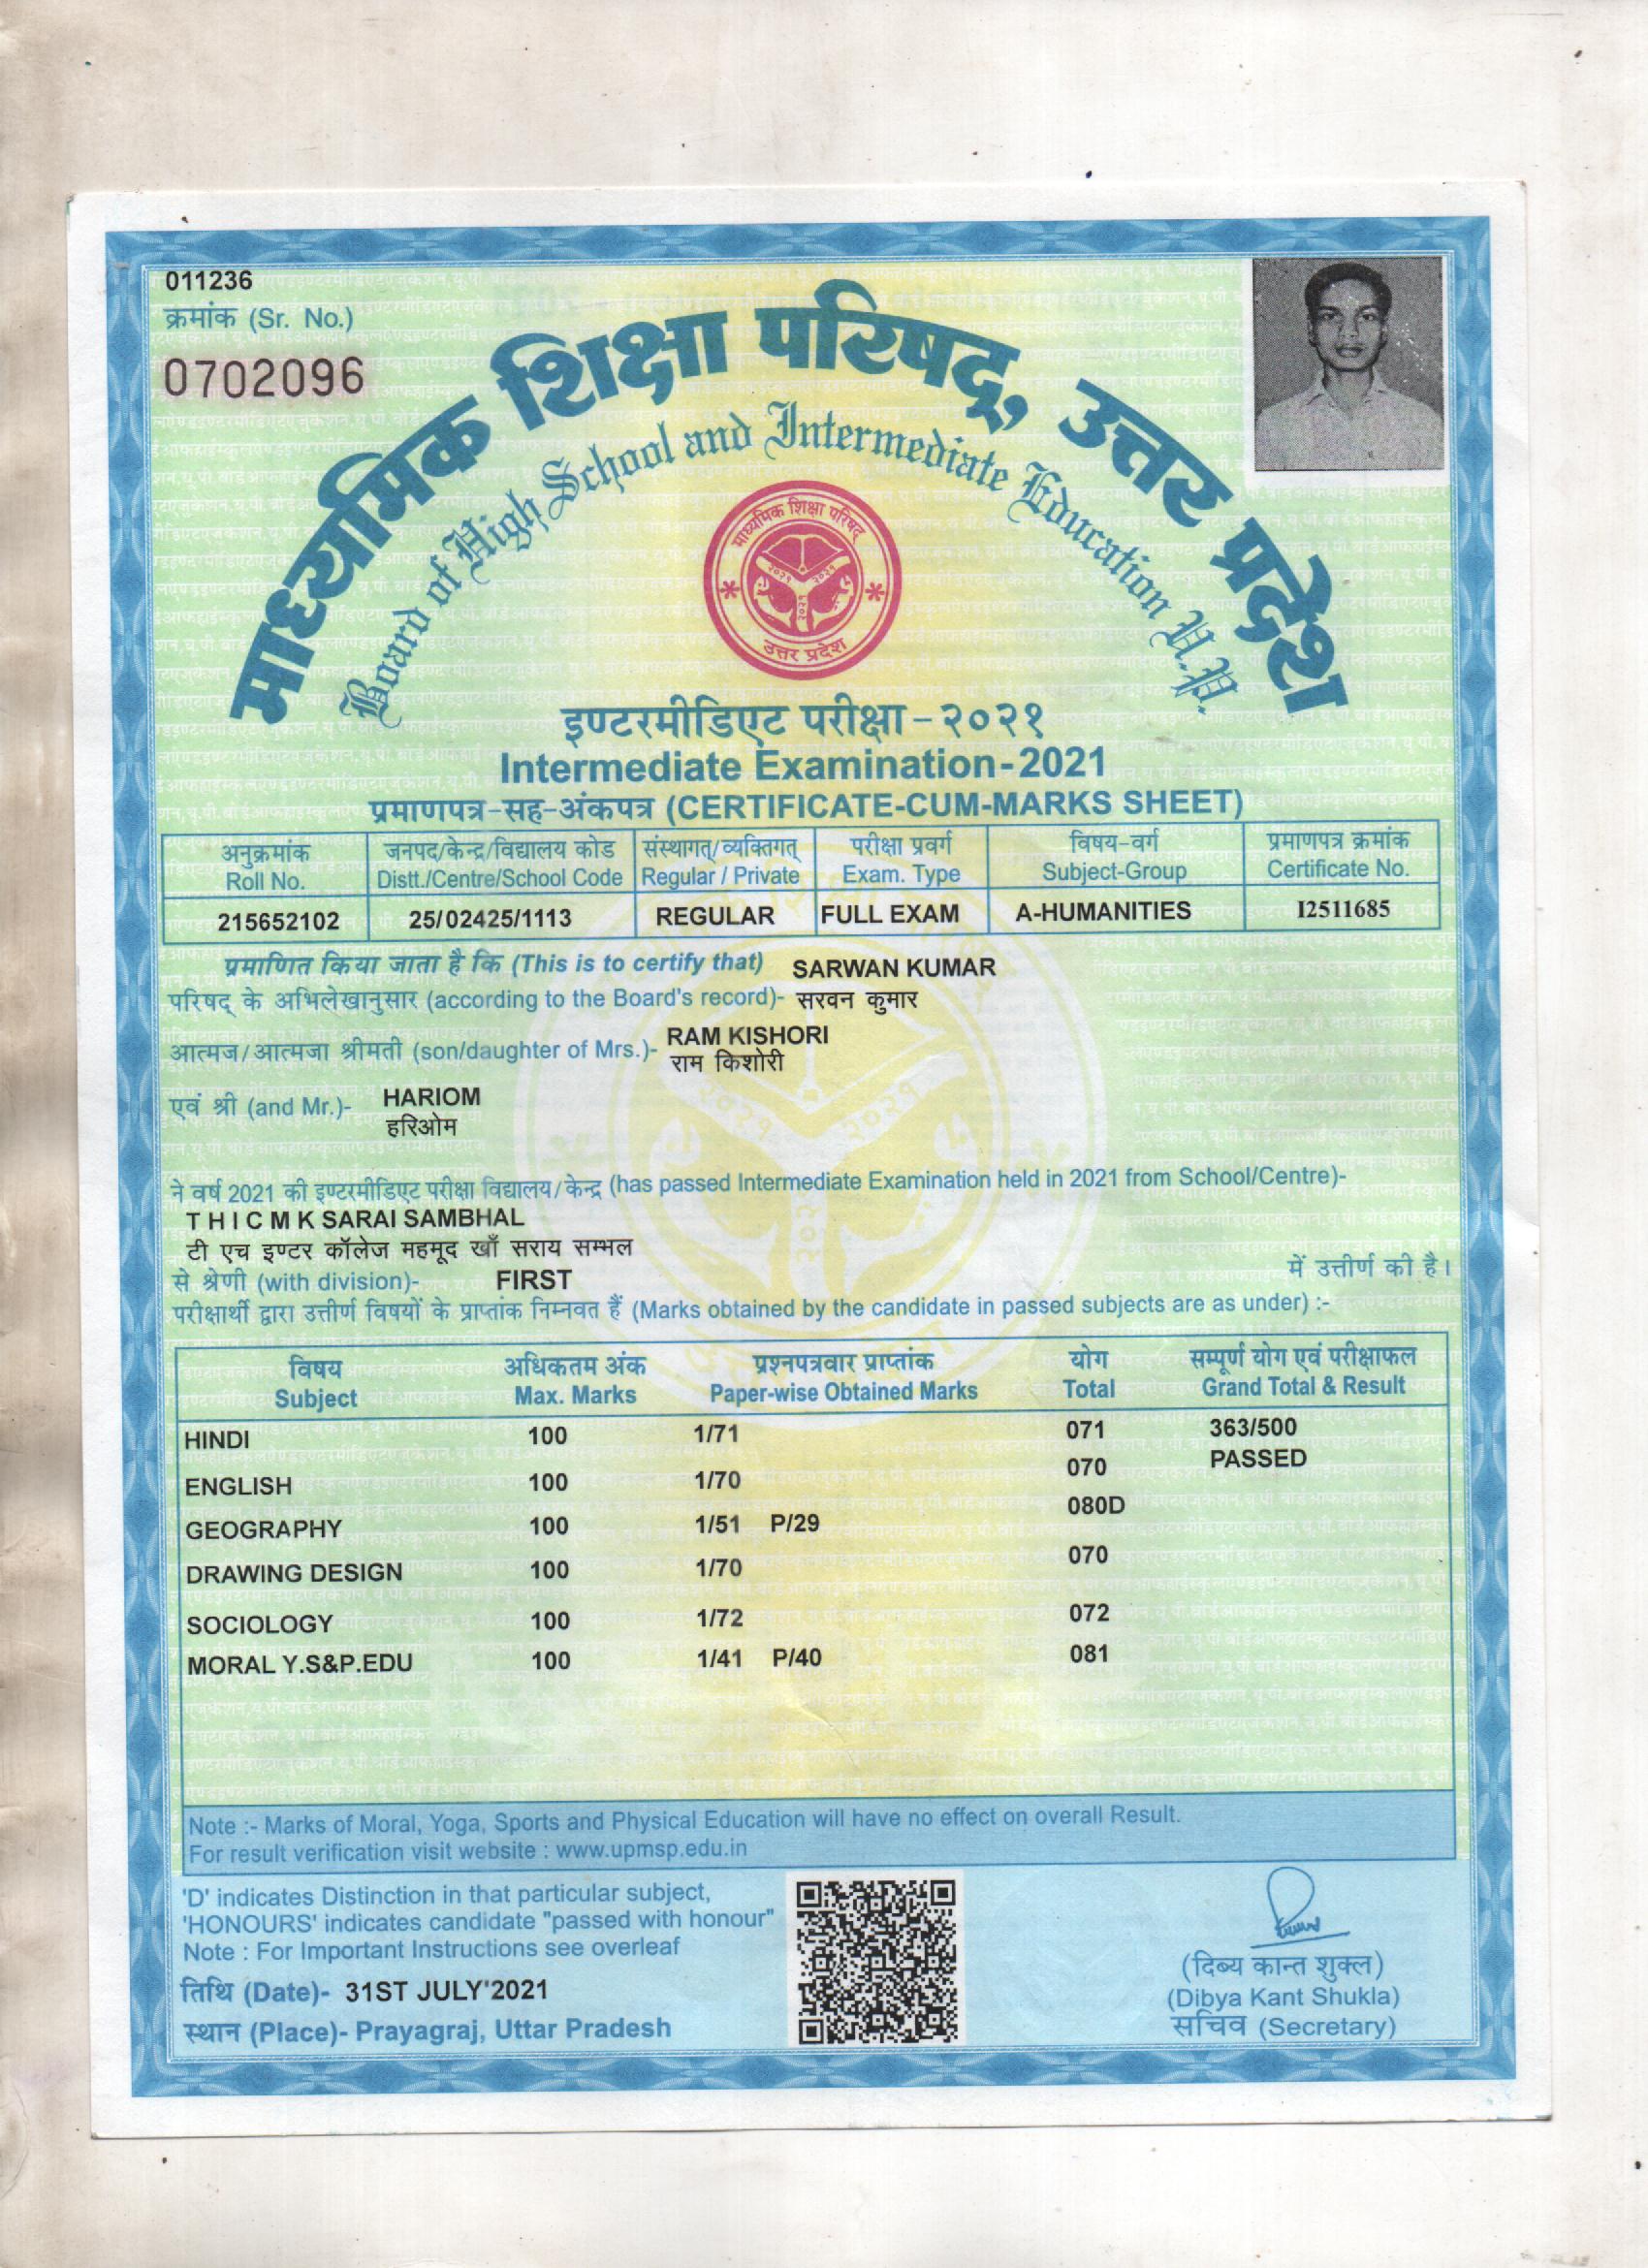 011236
क्रमांक (Sr. No.)
0702096
माध्यमिक शिक्षा परिषद्, उत्तर प्रदेश
Board of High School and Intermediate Education U.P.
माध्यमिक शिक्षा परिषद्
२०२१ २०२१
२०२१
उत्तर प्रदेश
इण्टरमीडिएट परीक्षा-२०२१
Intermediate Examination-2021
प्रमाणपत्र-सह-अंकपत्र (CERTIFICATE-CUM-MARKS SHEET)
अनुक्रमांक जनपद/केन्द्र/विद्यालय कोड संस्थागत्/व्यक्तिगत् परीक्षा प्रवर्ग विषय-वर्ग प्रमाणपत्र क्रमांक
Roll No. Distt./Centre/School Code Regular / Private Exam. Type Subject-Group Certificate No.
215652102 25/02425/1113 REGULAR FULL EXAM A-HUMANITIES I2511685
प्रमाणित किया जाता है कि (This is to certify that) SARWAN KUMAR
परिषद् के अभिलेखानुसार (according to the Board's record)- सरवन कुमार
आत्मज/आत्मजा श्रीमती (son/daughter of Mrs.)- RAM KISHORI
राम किशोरी
एवं श्री (and Mr.)- HARIOM
हरिओम
ने वर्ष 2021 की इण्टरमीडिएट परीक्षा विद्यालय/केन्द्र (has passed Intermediate Examination held in 2021 from School/Centre)-
T H I C M K SARAI SAMBHAL
टी एच इण्टर कॉलेज महमूद खाँ सराय सम्भल
से श्रेणी (with division)- FIRST में उत्तीर्ण की है।
परीक्षार्थी द्वारा उत्तीर्ण विषयों के प्राप्तांक निम्नवत हैं (Marks obtained by the candidate in passed subjects are as under) :-
विषय अधिकतम अंक प्रश्नपत्रवार प्राप्तांक योग सम्पूर्ण योग एवं परीक्षाफल
Subject Max. Marks Paper-wise Obtained Marks Total Grand Total & Result
HINDI 100 1/71 071 363/500
PASSED
ENGLISH 100 1/70 070
GEOGRAPHY 100 1/51 P/29 080D
DRAWING DESIGN 100 1/70 070
SOCIOLOGY 100 1/72 072
MORAL Y.S&P.EDU 100 1/41 P/40 081
Note :- Marks of Moral, Yoga, Sports and Physical Education will have no effect on overall Result.
For result verification visit website : www.upmsp.edu.in
'D' indicates Distinction in that particular subject,
'HONOURS' indicates candidate "passed with honour"
Note : For Important Instructions see overleaf
तिथि (Date)- 31ST JULY'2021
स्थान (Place)- Prayagraj, Uttar Pradesh
(दिब्य कान्त शुक्ल)
(Dibya Kant Shukla)
सचिव (Secretary)